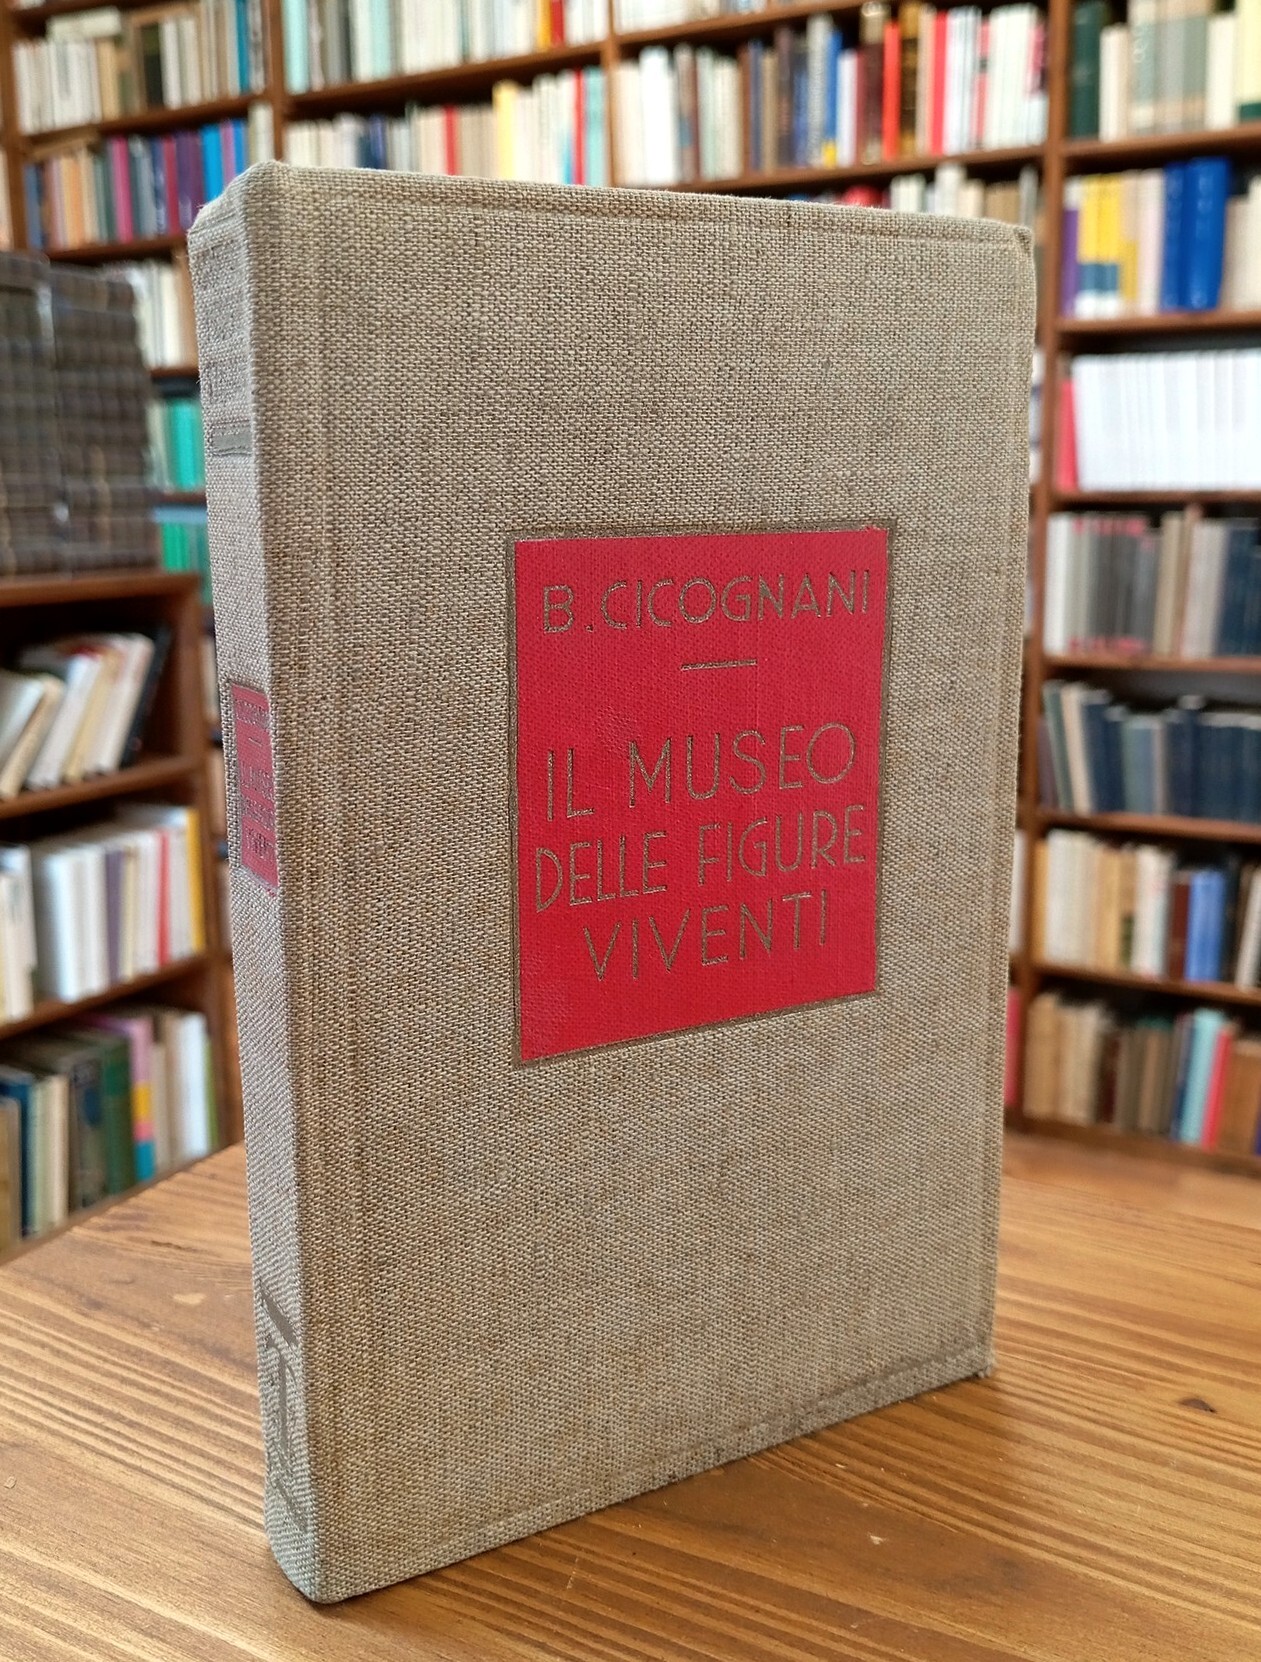 B. CICOGNANI
IL MUSEO
DELLE FIGURE
VIVENTI